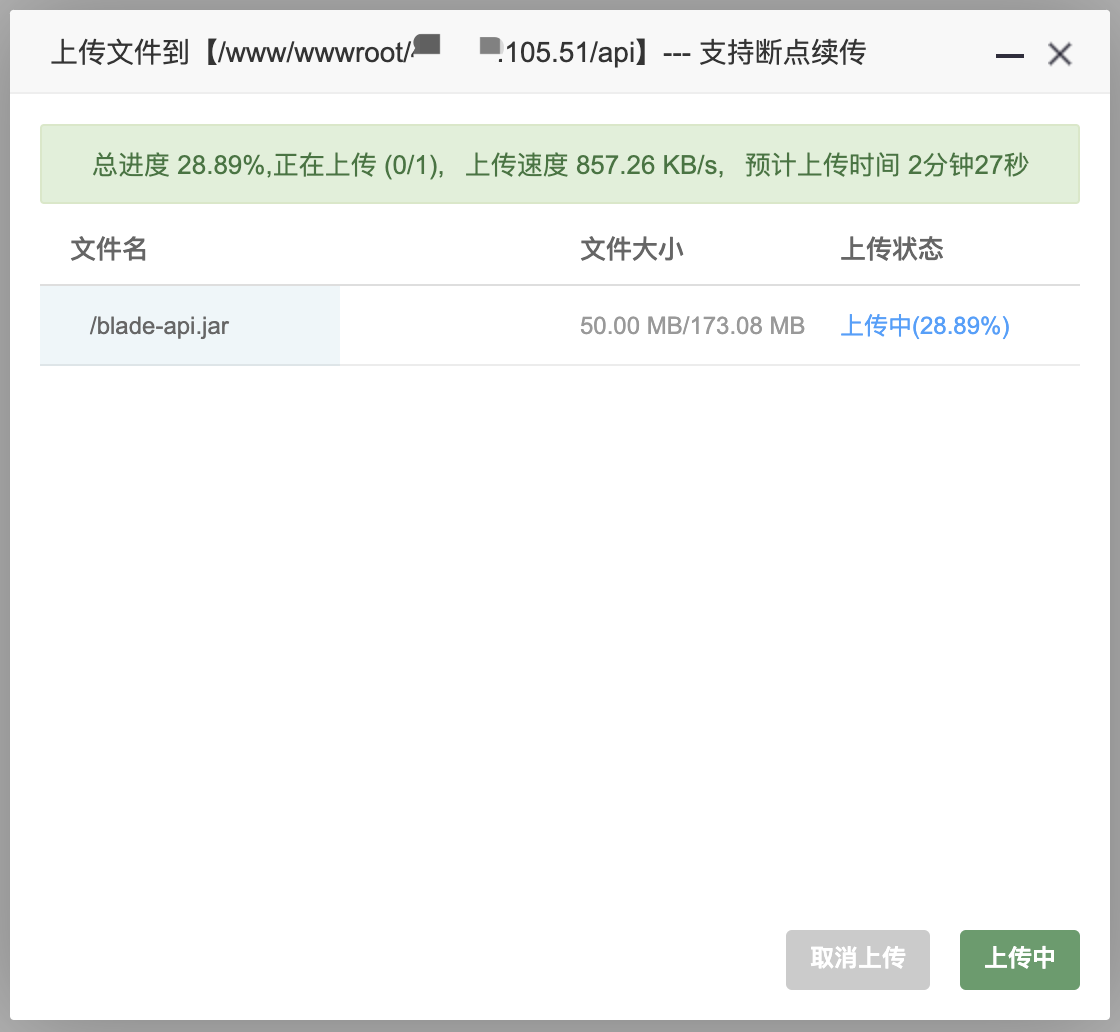 上传文件到【/www/wwwroot/ .105.51/api】--- 支持断点续传
总进度 28.89%,正在上传 (0/1), 上传速度 857.26 KB/s, 预计上传时间 2分钟27秒
文件名 文件大小 上传状态
/blade-api.jar 50.00 MB/173.08 MB 上传中(28.89%)
取消上传 上传中